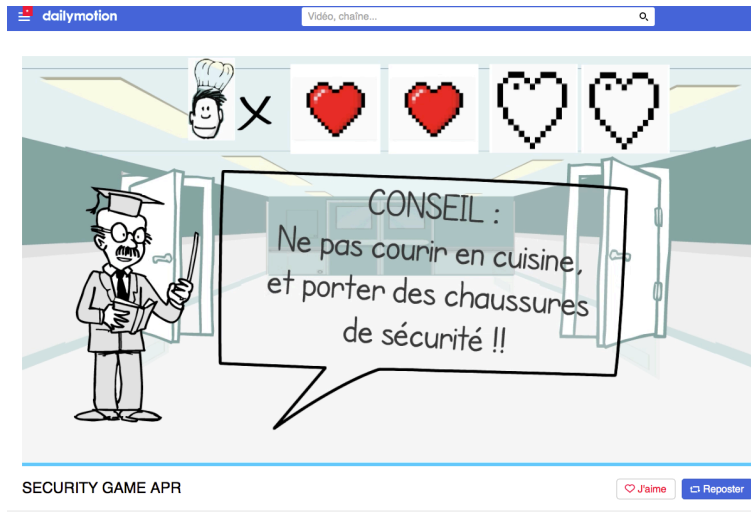 dailymotion
Vidéo, chaîne...
X
CONSEIL :
Ne pas courir en cuisine,
et porter des chaussures
de sécurité !!
SECURITY GAME APR
J'aime
Reposter